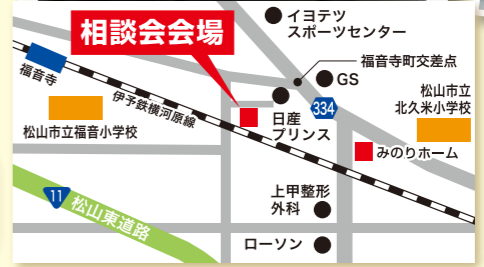 相談会会場
イヨテツ
スポーツセンター
福音寺町交差点
GS
福音寺
松山市立
北久米小学校
伊予鉄横河原線
334
日産
プリンス
松山市立福音小学校
みのりホーム
11
松山東道路
上甲整形
外科
ローソン